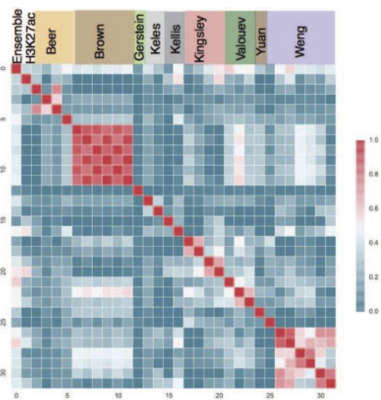 Ensemble
H3K27ac
Beer
Brown
Gerstein
Keles
Kellis
Kingsley
Valouev
Yuan
Weng
0
5
10
15
20
25
30
0
5
10
15
20
25
30
1.0
0.8
0.6
0.4
0.2
0.0